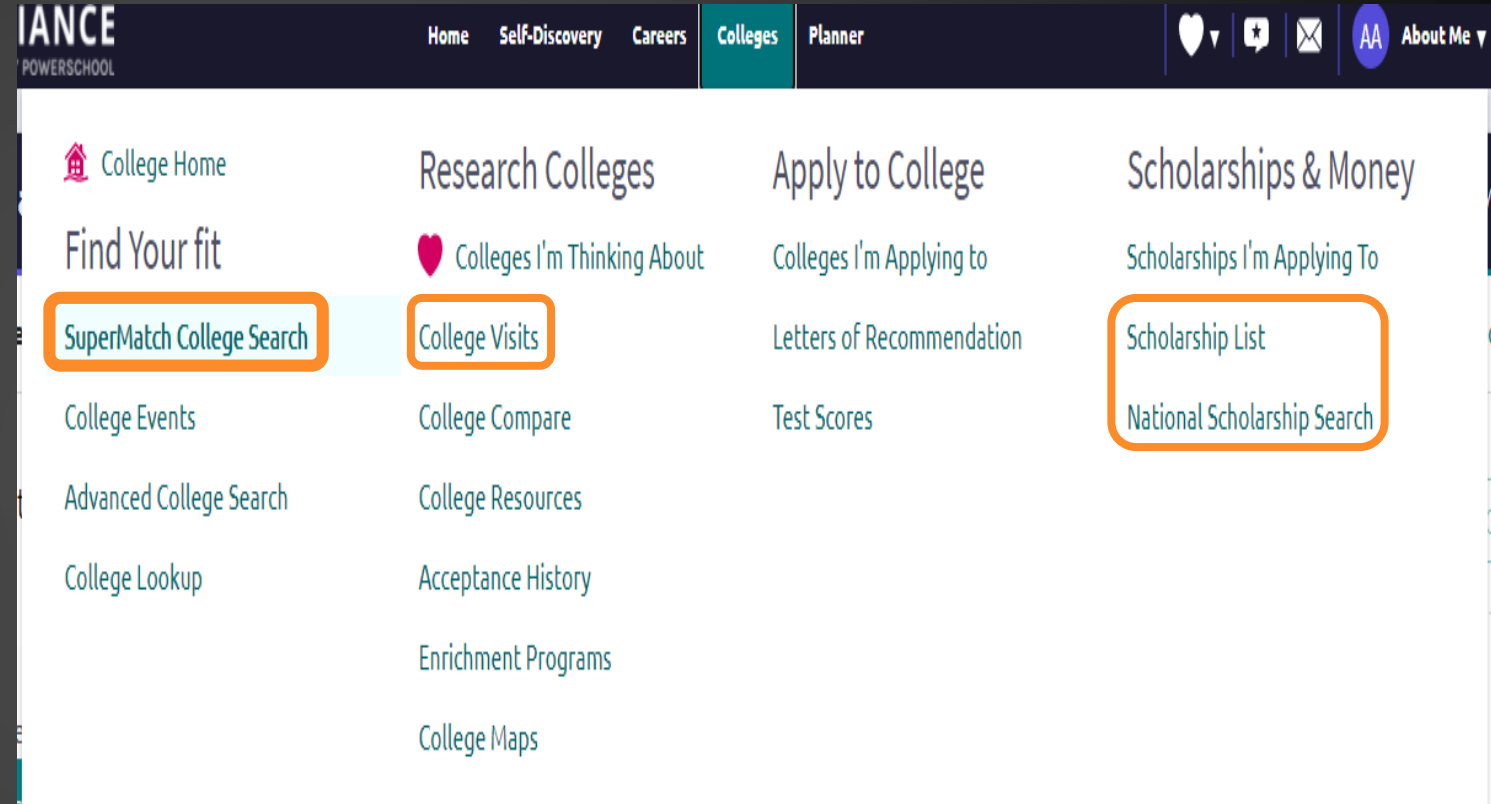 IANCE
POWERSCHOOL
Home Self-Discovery Careers Colleges Planner
AA About Me
College Home
Find Your fit
SuperMatch College Search
College Events
Advanced College Search
College Lookup
Research Colleges
Colleges I'm Thinking About
College Visits
College Compare
College Resources
Acceptance History
Enrichment Programs
College Maps
Apply to College
Colleges I'm Applying to
Letters of Recommendation
Test Scores
Scholarships & Money
Scholarships I'm Applying To
Scholarship List
National Scholarship Search